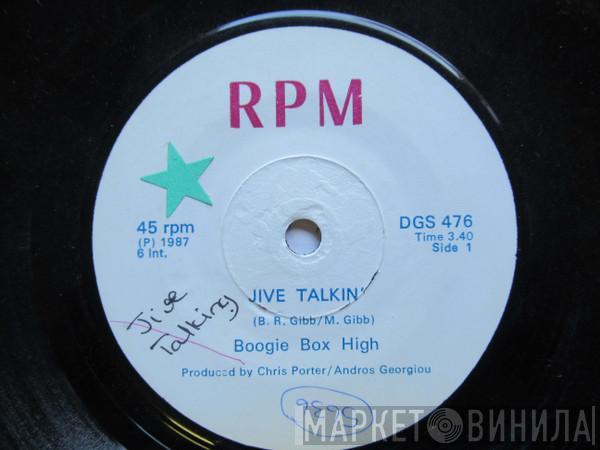 RPM
45 rpm
(P) 1987
6 Int.
DGS 476
Time 3.40
Side 1
JIVE TALKIN'
(B. R. Gibb/M. Gibb)
Boogie Box High
Produced by Chris Porter/Andros Georgiou
Jive
Talking
МАРКЕТ ВИНИЛА